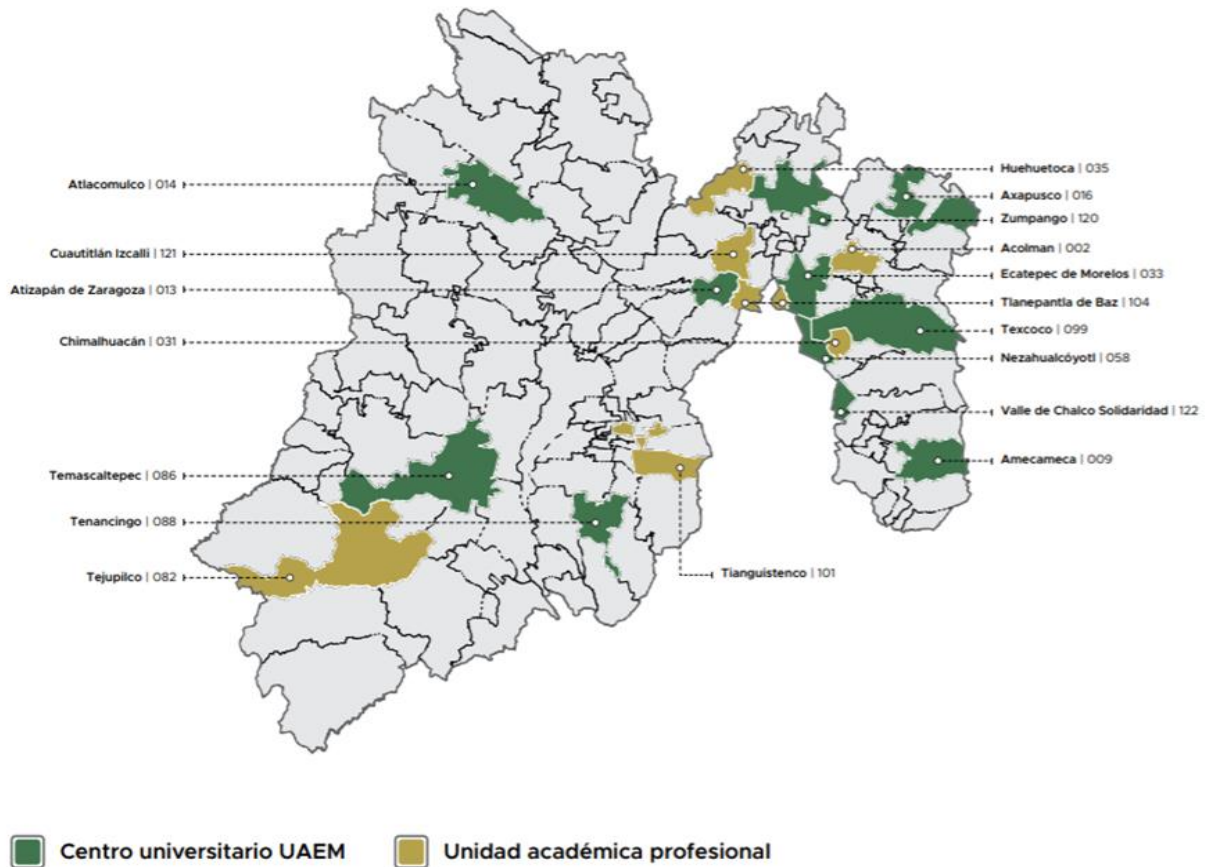 Atlacomulco | 014
Cuautitlán Izcalli | 121
Atizapán de Zaragoza | 013
Chimalhuacán | 031
Temascaltepec | 086
Tenancingo | 088
Tejupilco | 082
Huehuetoca | 035
Axapusco | 016
Zumpango | 120
Acolman | 002
Ecatepec de Morelos | 033
Tlanepantla de Baz | 104
Texcoco | 099
Nezahualcóyotl | 058
Valle de Chalco Solidaridad | 122
Amecameca | 009
Tianguistenco | 101
Centro universitario UAEM
Unidad académica profesional